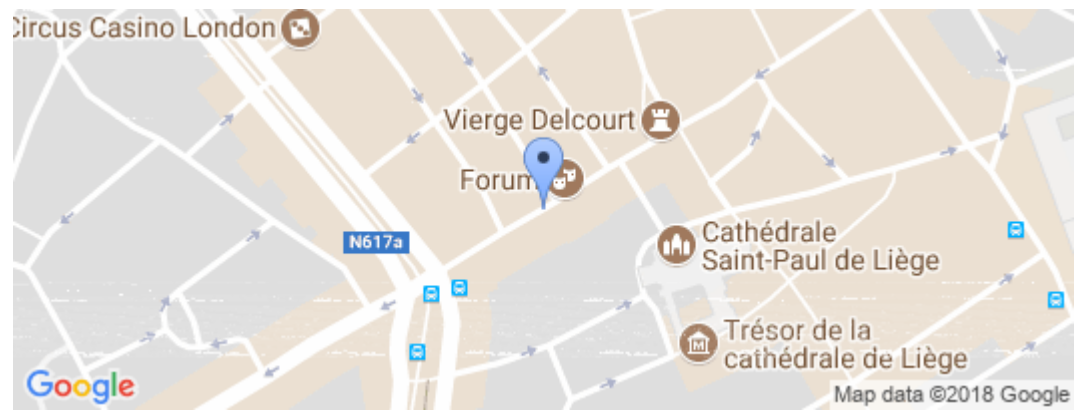 Circus Casino London
Vierge Delcourt
Forum
N617a
Cathédrale
Saint-Paul de Liège
Trésor de la
cathédrale de Liège
Google
Map data ©2018 Google